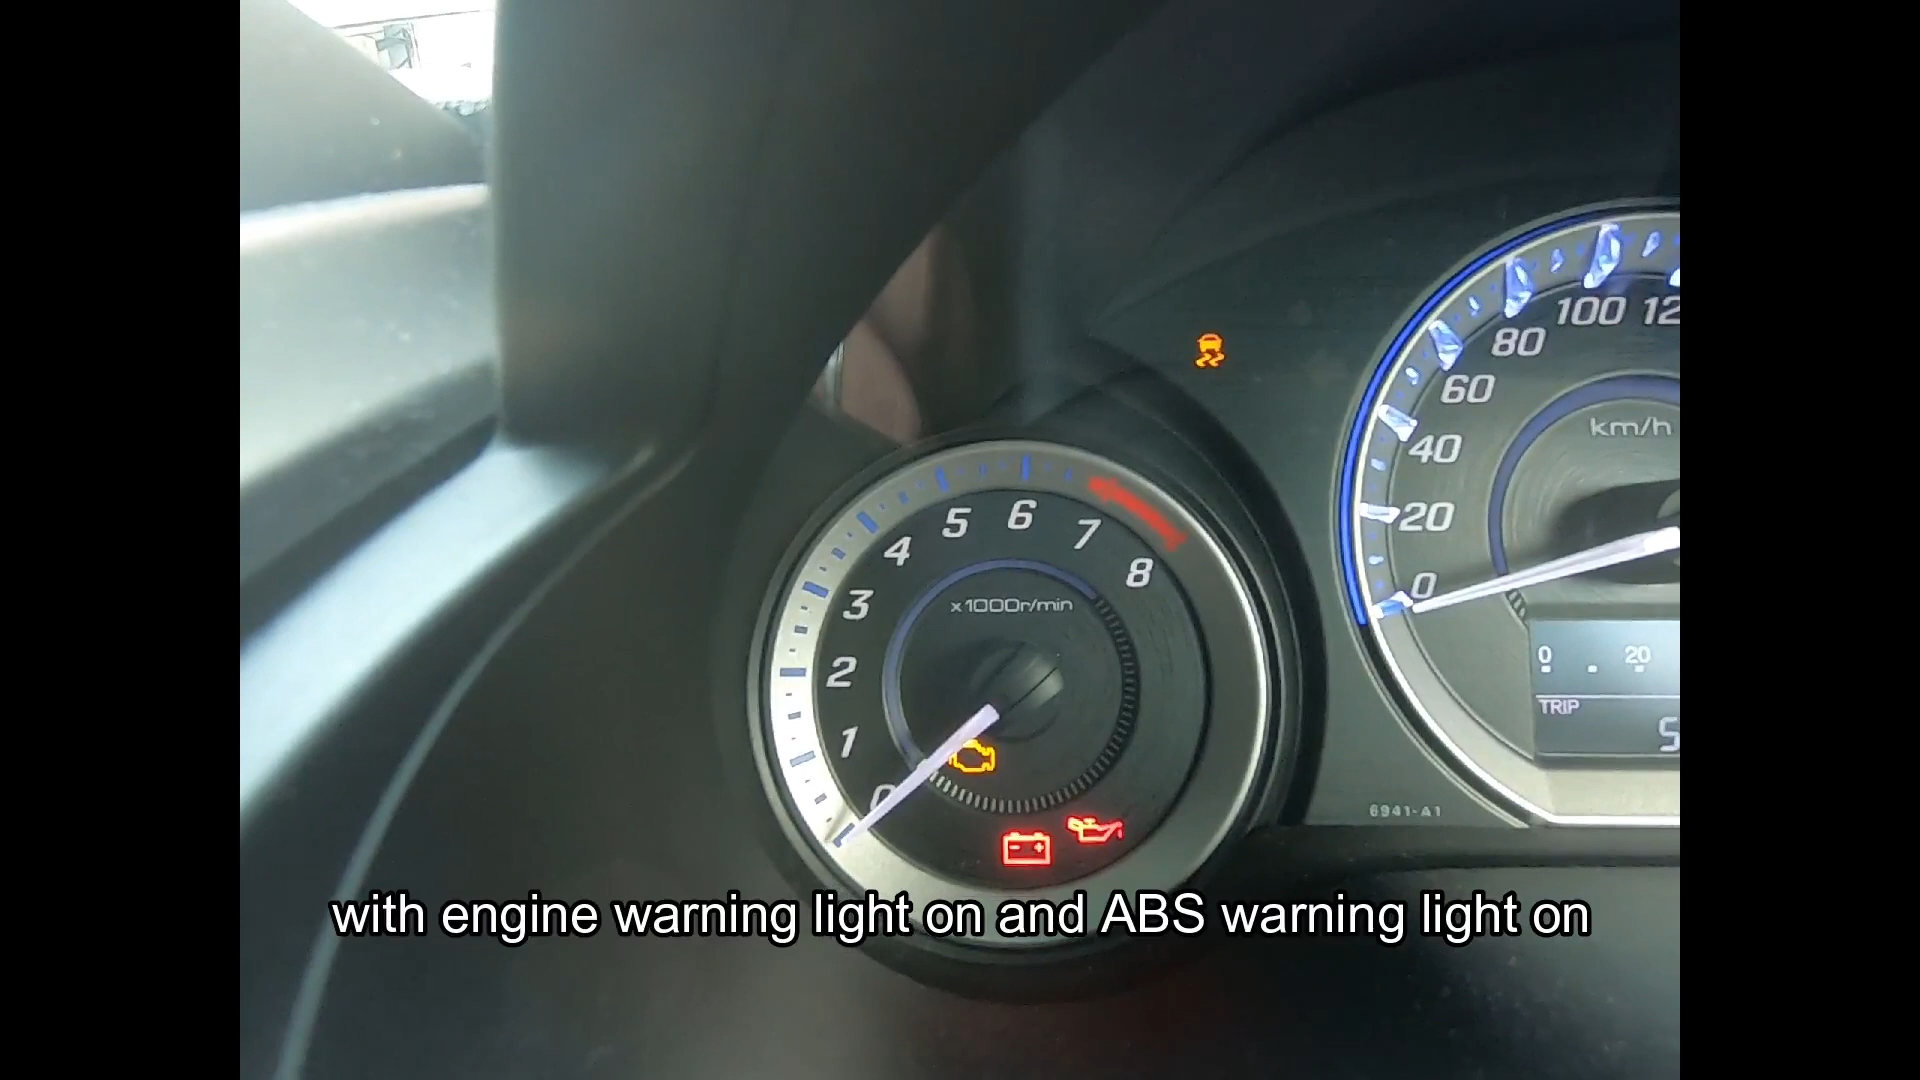 100 12
80
60
40
km/h
20
0
5 6 7
4 8
3
x1000r/min
2
1
0
0 . 20
TRIP
5
6941-A1
with engine warning light on and ABS warning light on